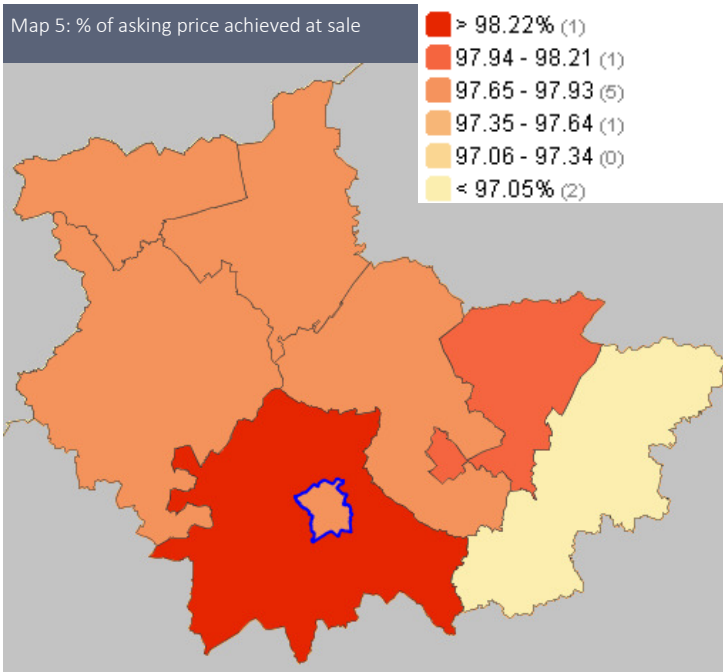 Map 5: % of asking price achieved at sale
> 98.22% (1)
97.94 - 98.21 (1)
97.65 - 97.93 (5)
97.35 - 97.64 (1)
97.06 - 97.34 (0)
< 97.05% (2)